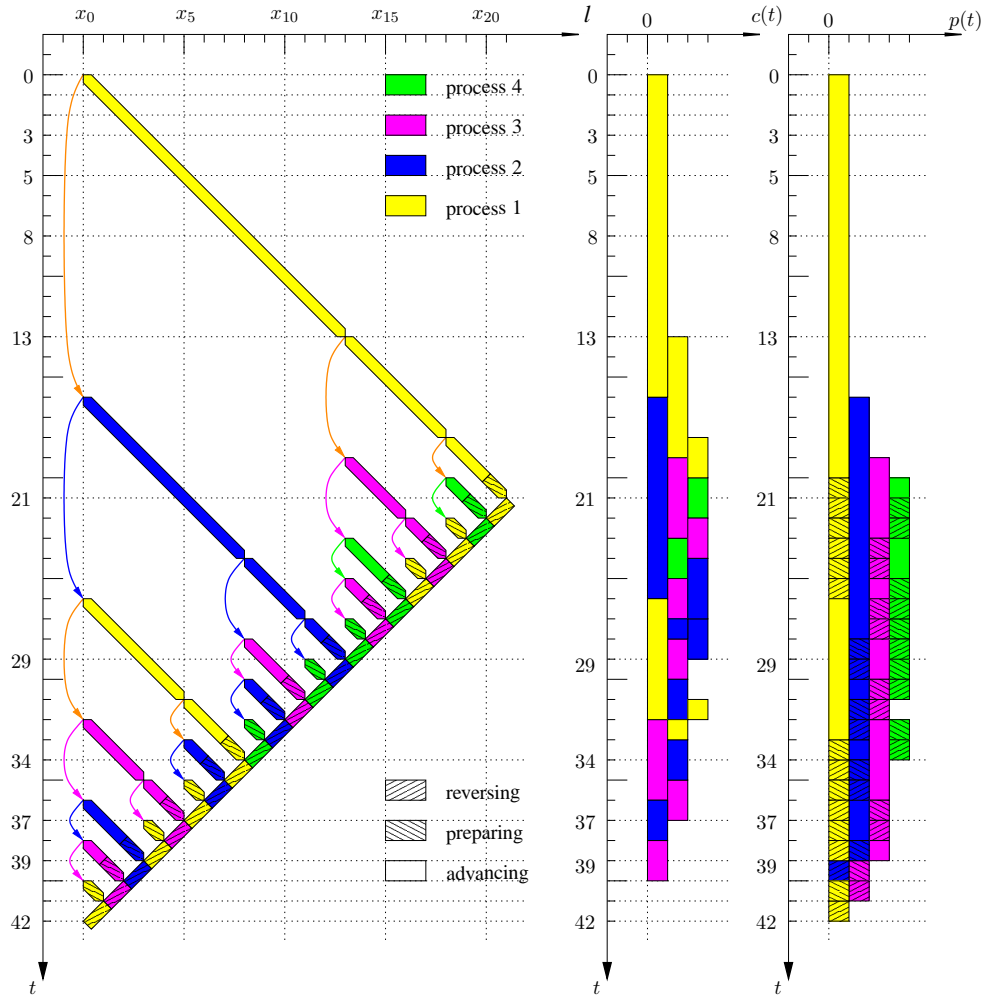 x₀ x₅ x₁₀ x₁₅ x₂₀ l
0 c(t)
0 p(t)
0 0 0
3 3 3
5 5 5
8 8 8
13 13 13
21 21 21
29 29 29
34 34 34
37 37 37
39 39 39
42 42 42
t t t
process 4
process 3
process 2
process 1
reversing
preparing
advancing